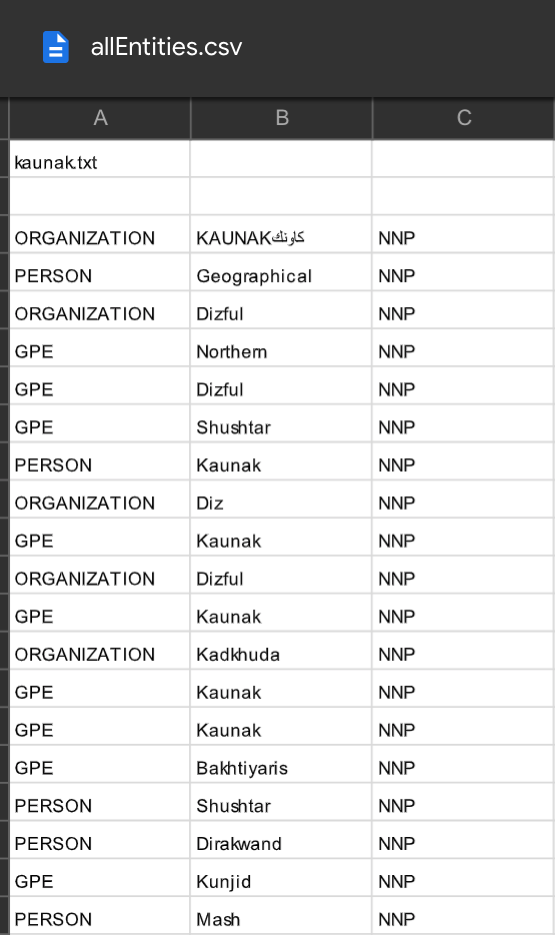 allEntities.csv
A B C
kaunak.txt
ORGANIZATION KAUNAKكاونك NNP
PERSON Geographical NNP
ORGANIZATION Dizful NNP
GPE Northern NNP
GPE Dizful NNP
GPE Shushtar NNP
PERSON Kaunak NNP
ORGANIZATION Diz NNP
GPE Kaunak NNP
ORGANIZATION Dizful NNP
GPE Kaunak NNP
ORGANIZATION Kadkhuda NNP
GPE Kaunak NNP
GPE Kaunak NNP
GPE Bakhtiyaris NNP
PERSON Shushtar NNP
PERSON Dirakwand NNP
GPE Kunjid NNP
PERSON Mash NNP